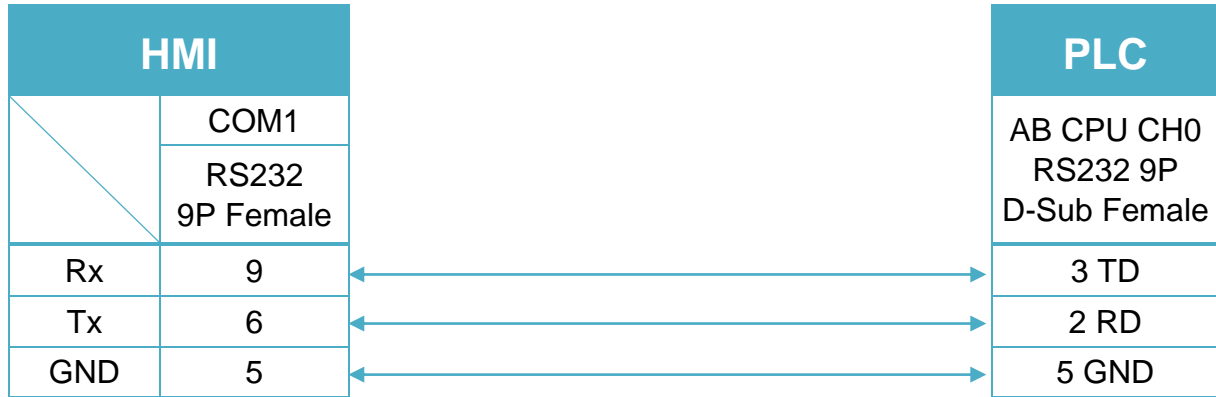 HMI
PLC
COM1
RS232
9P Female
AB CPU CH0
RS232 9P
D-Sub Female
Rx 9 3 TD
Tx 6 2 RD
GND 5 5 GND